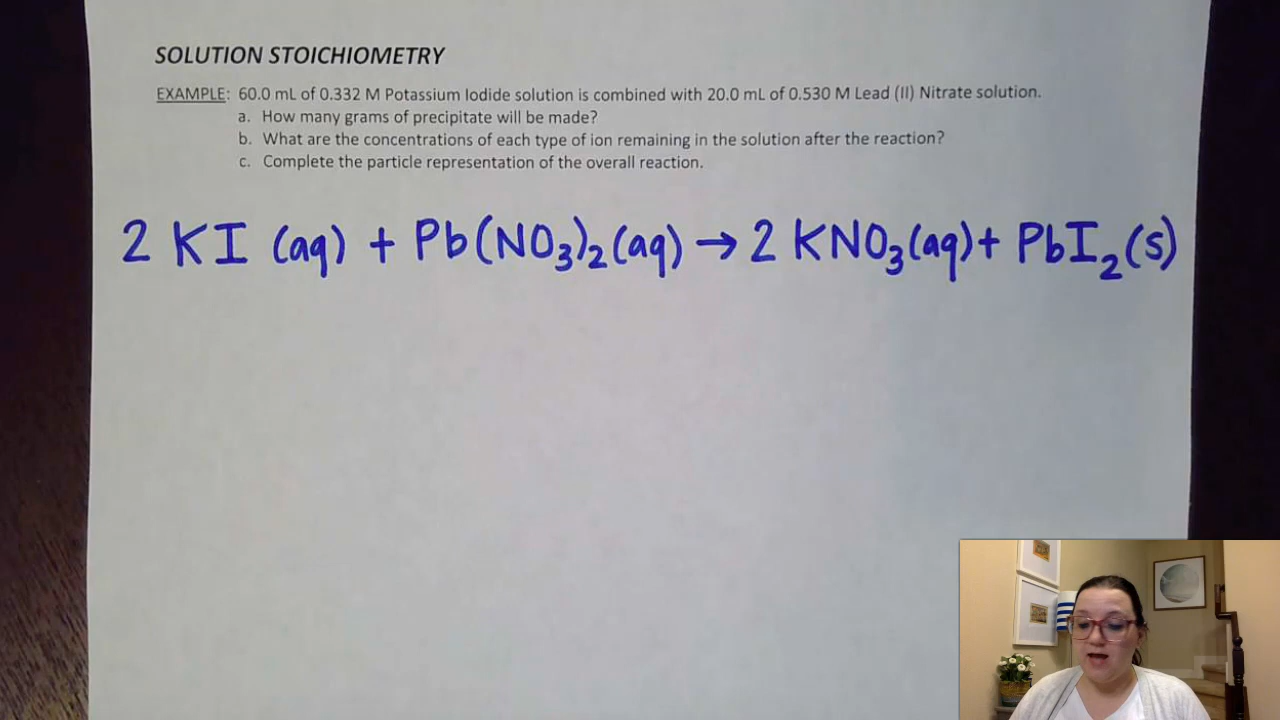 SOLUTION STOICHIOMETRY
EXAMPLE: 60.0 mL of 0.332 M Potassium Iodide solution is combined with 20.0 mL of 0.530 M Lead (II) Nitrate solution.
a. How many grams of precipitate will be made?
b. What are the concentrations of each type of ion remaining in the solution after the reaction?
c. Complete the particle representation of the overall reaction.
2 KI (aq) + Pb(NO₃)₂(aq) → 2 KNO₃(aq) + PbI₂(s)